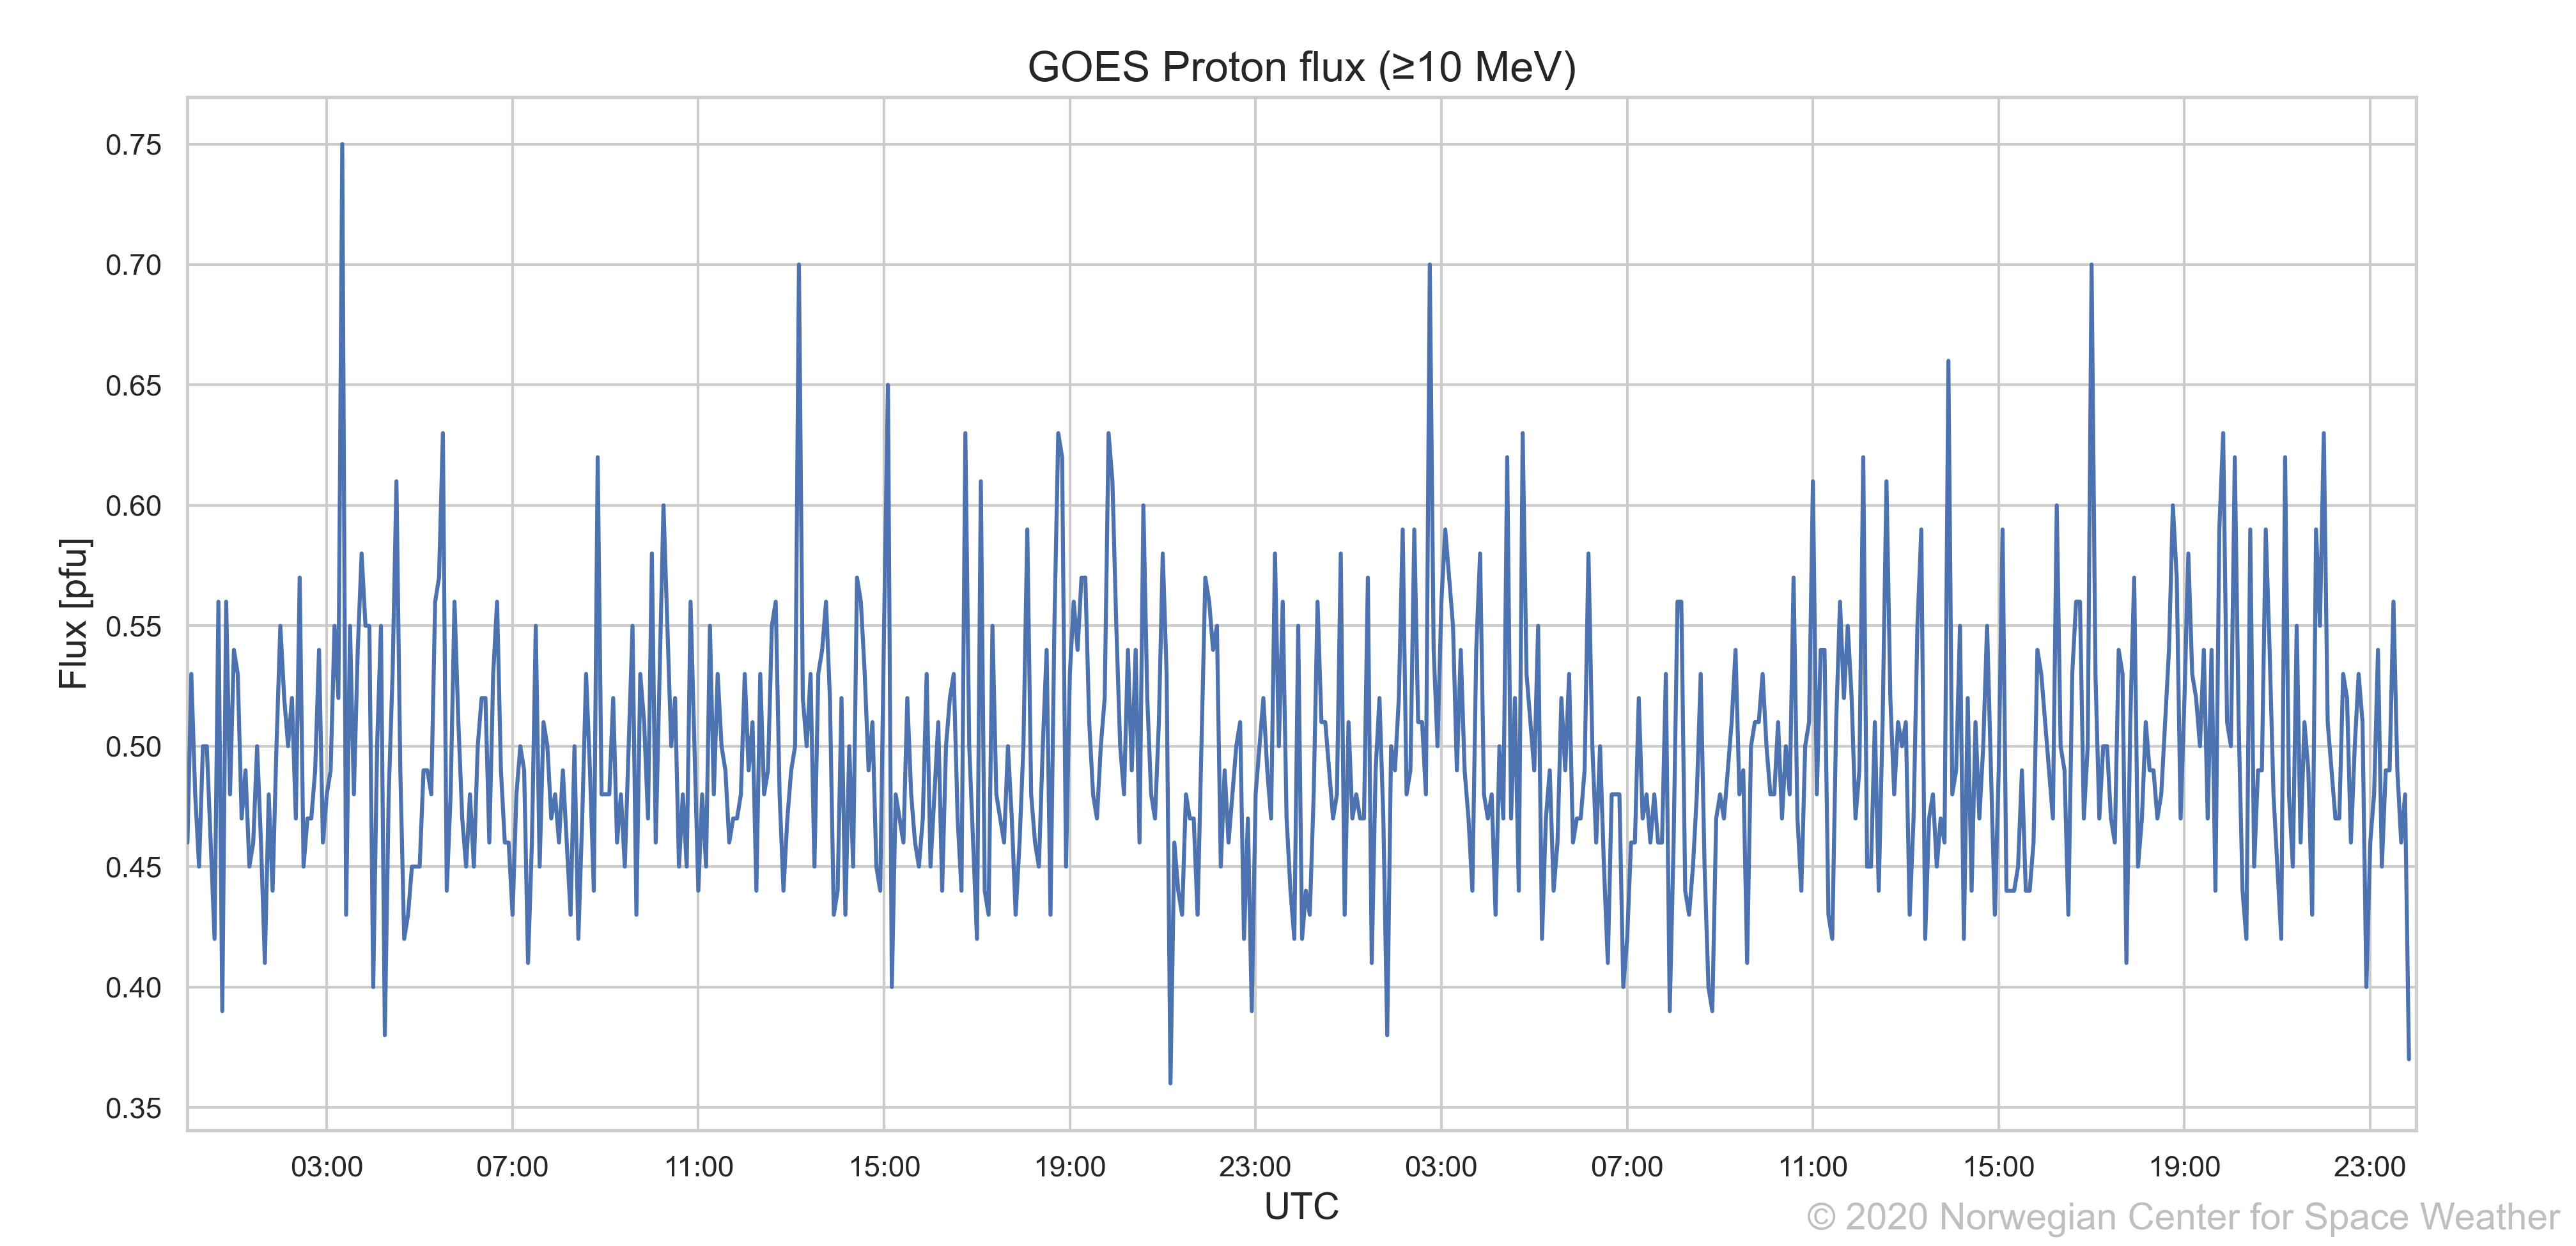 GOES Proton flux (≥10 MeV)
0.75
0.70
0.65
0.60
0.55
0.50
0.45
0.40
0.35
Flux [pfu]
03:00 07:00 11:00 15:00 19:00 23:00 03:00 07:00 11:00 15:00 19:00 23:00
UTC
© 2020 Norwegian Center for Space Weather